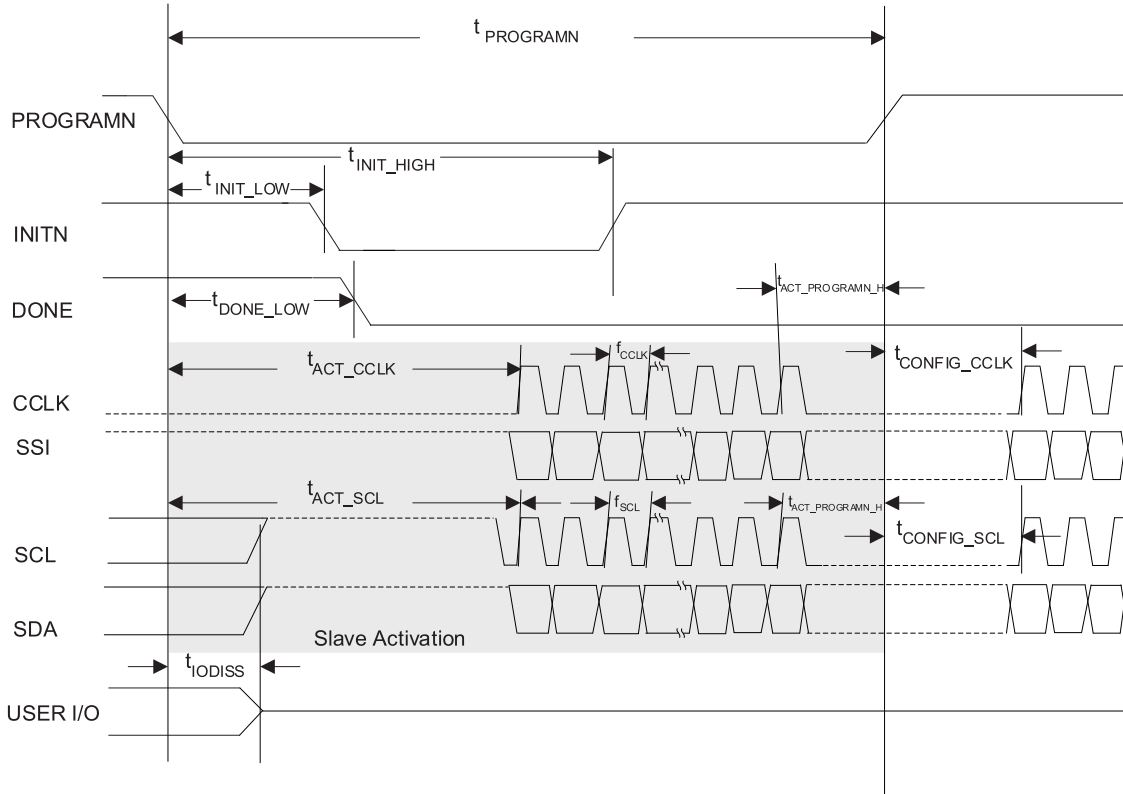 t PROGRAMN
PROGRAMN
t INIT_HIGH
t INIT_LOW
INITN
t ACT_PROGRAMN_H
DONE
t DONE_LOW
t ACT_CCLK
f CCLK
t CONFIG_CCLK
CCLK
SSI
t ACT_SCL
f SCL
t ACT_PROGRAMN_H
t CONFIG_SCL
SCL
SDA
Slave Activation
t IODISS
USER I/O